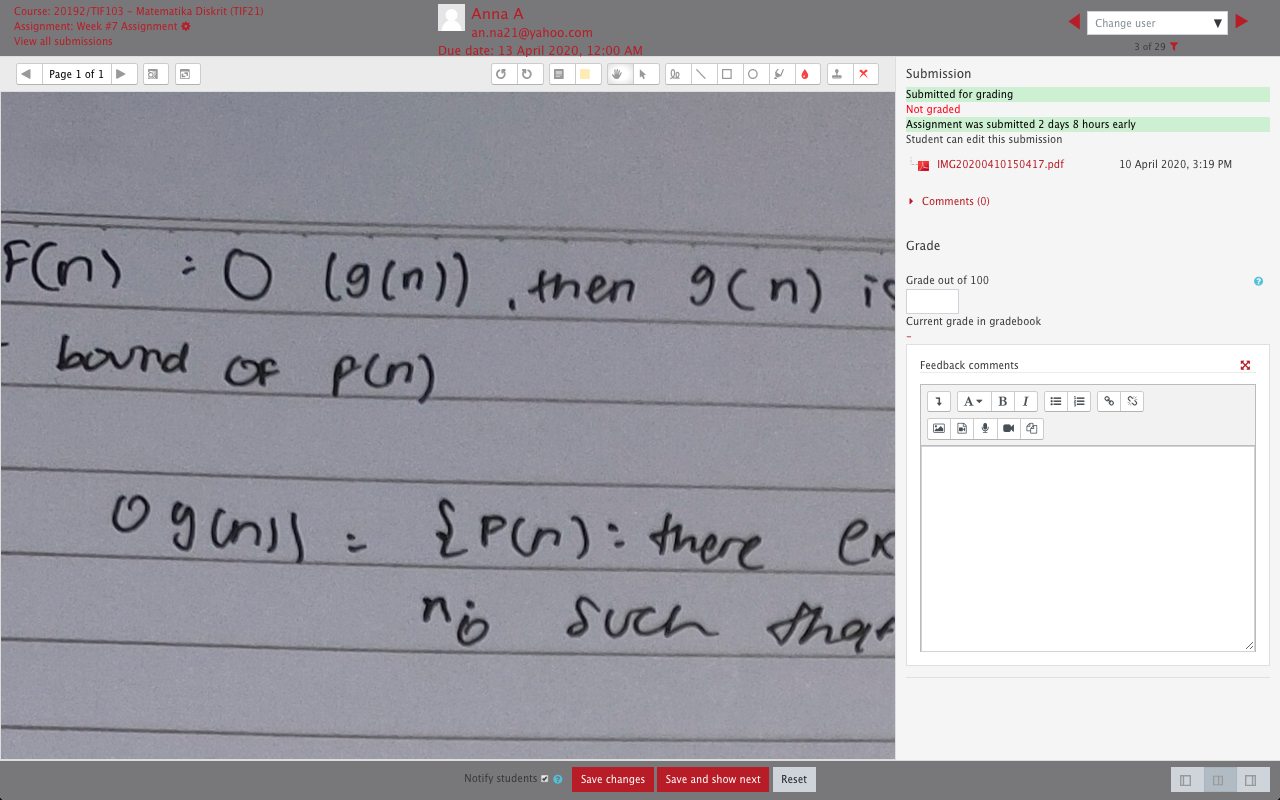 Course: 20192/TIF103 - Matematika Diskrit (TIF21)
Assignment: Week #7 Assignment
View all submissions
Anna A
an.na21@yahoo.com
Due date: 13 April 2020, 12:00 AM
Change user
3 of 29
Page 1 of 1
F(n) : O (g(n)), then g(n) is
bound of P(n)
O g(n)) = {P(n): there ex
n0 such that
Submission
Submitted for grading
Not graded
Assignment was submitted 2 days 8 hours early
Student can edit this submission
IMG20200410150417.pdf 10 April 2020, 3:19 PM
Comments (0)
Grade
Grade out of 100
Current grade in gradebook
-
Feedback comments
A B I
Notify students Save changes Save and show next Reset